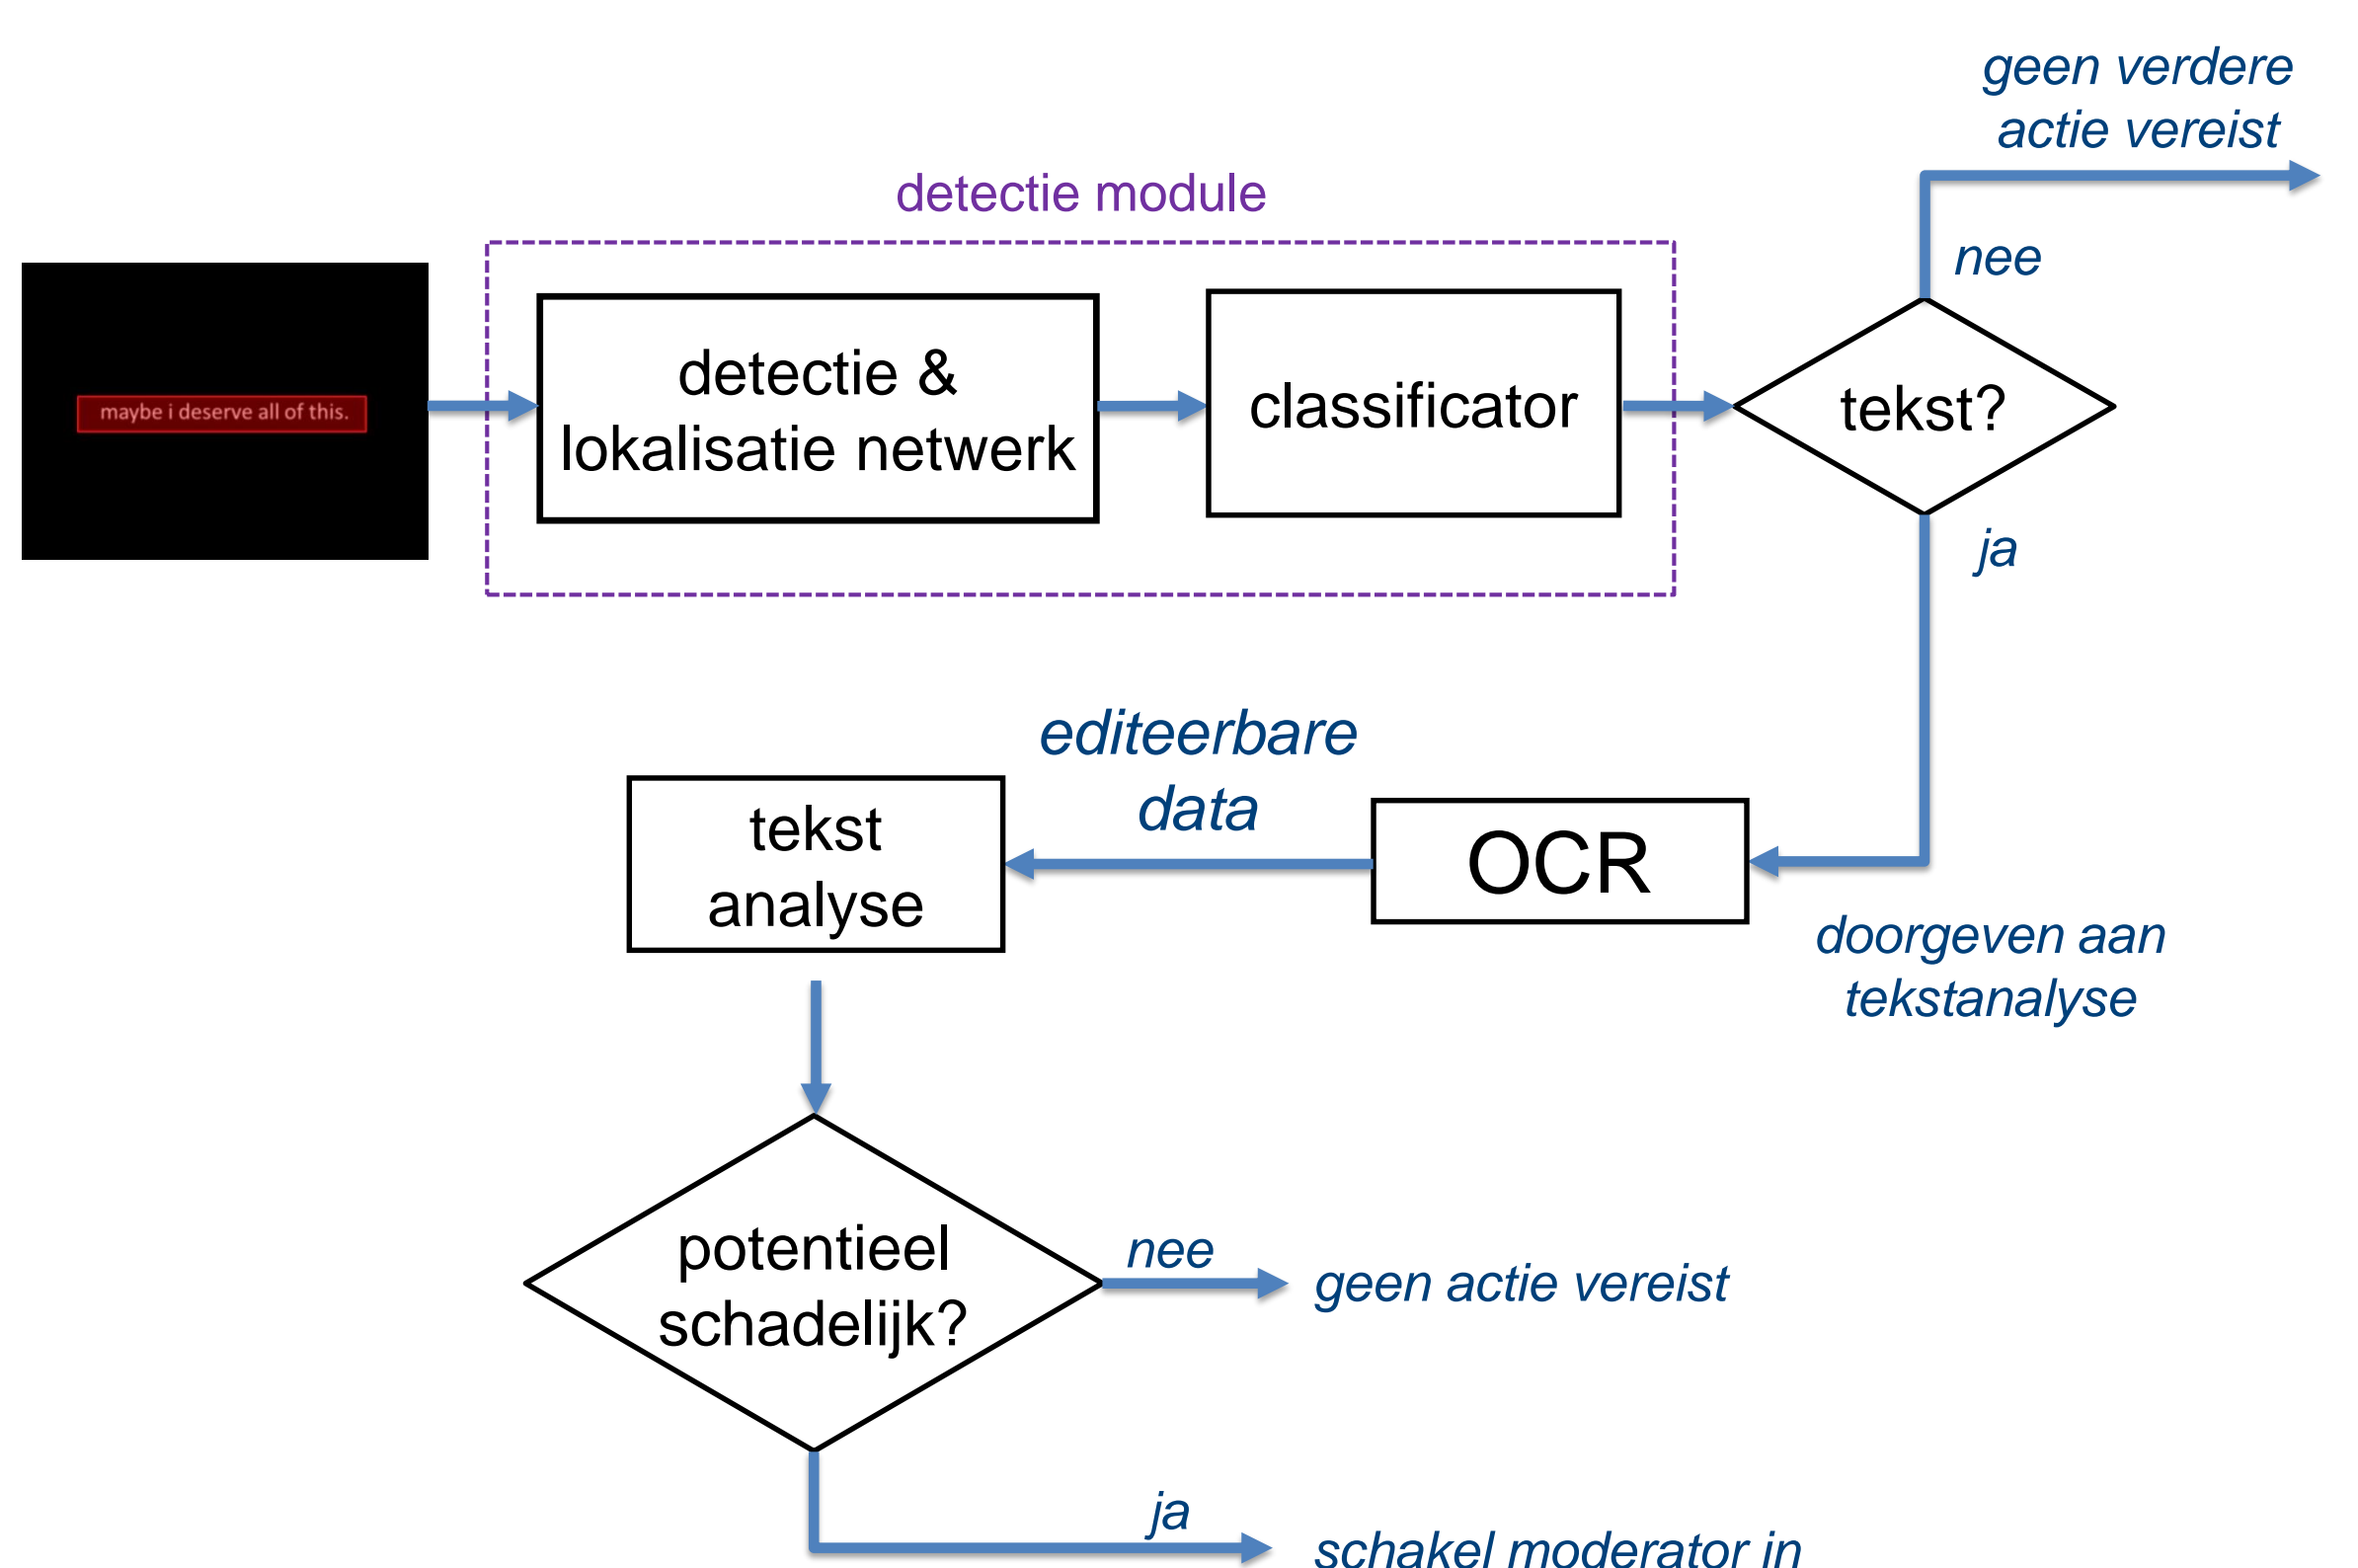 geen verdere
actie vereist
detectie module
nee
maybe i deserve all of this.
detectie &
lokalisatie netwerk
classificator
tekst?
ja
editeerbare
data
tekst
analyse
OCR
doorgeven aan
tekstanalyse
potentieel
schadelijk?
nee
geen actie vereist
ja
schakel moderator in